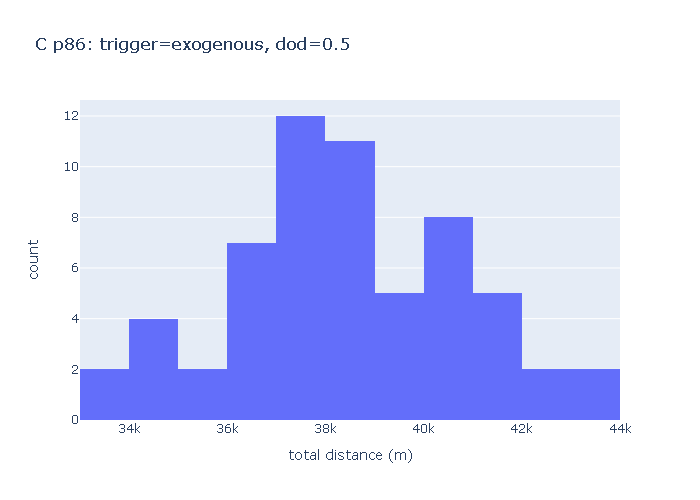 C p86: trigger=exogenous, dod=0.5
12
10
8
6
4
2
0
count
34k 36k 38k 40k 42k 44k
total distance (m)